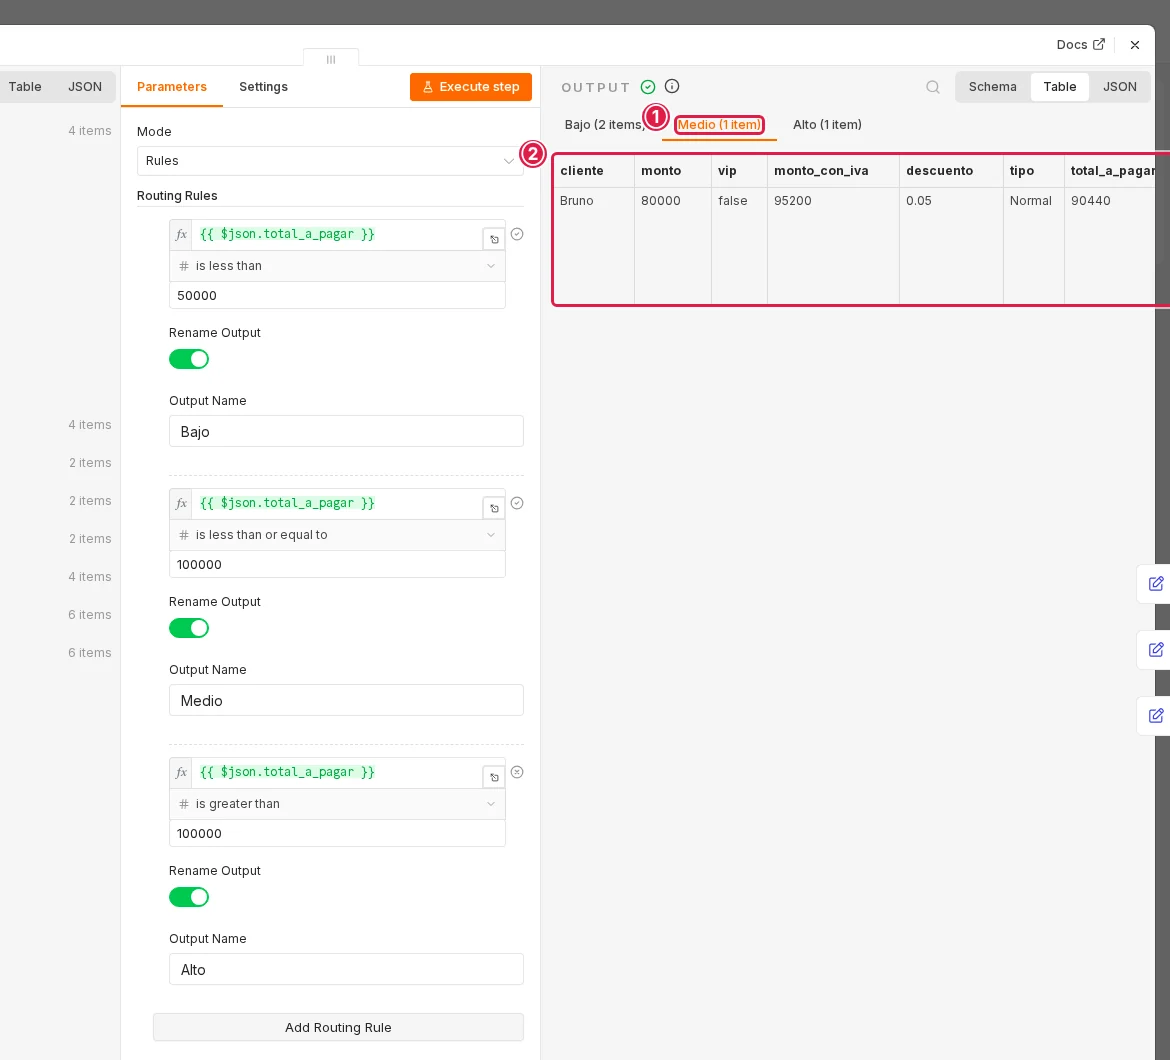 Docs
Table JSON
Parameters Settings Execute step
OUTPUT Schema Table JSON
4 items
Mode
Rules
Routing Rules
fx {{ $json.total_a_pagar }}
# is less than
50000
Rename Output
Output Name
Bajo
fx {{ $json.total_a_pagar }}
# is less than or equal to
100000
Rename Output
Output Name
Medio
fx {{ $json.total_a_pagar }}
# is greater than
100000
Rename Output
Output Name
Alto
Add Routing Rule
4 items
2 items
2 items
2 items
4 items
6 items
6 items
Bajo (2 items) 1 Medio (1 item) Alto (1 item)
2
cliente monto vip monto_con_iva descuento tipo total_a_pagar
Bruno 80000 false 95200 0.05 Normal 90440